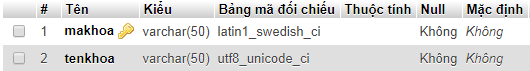 # Tên Kiểu Bảng mã đối chiếu Thuộc tính Null Mặc định
1 makhoa varchar(50) latin1_swedish_ci Không Không
2 tenkhoa varchar(50) utf8_unicode_ci Không Không